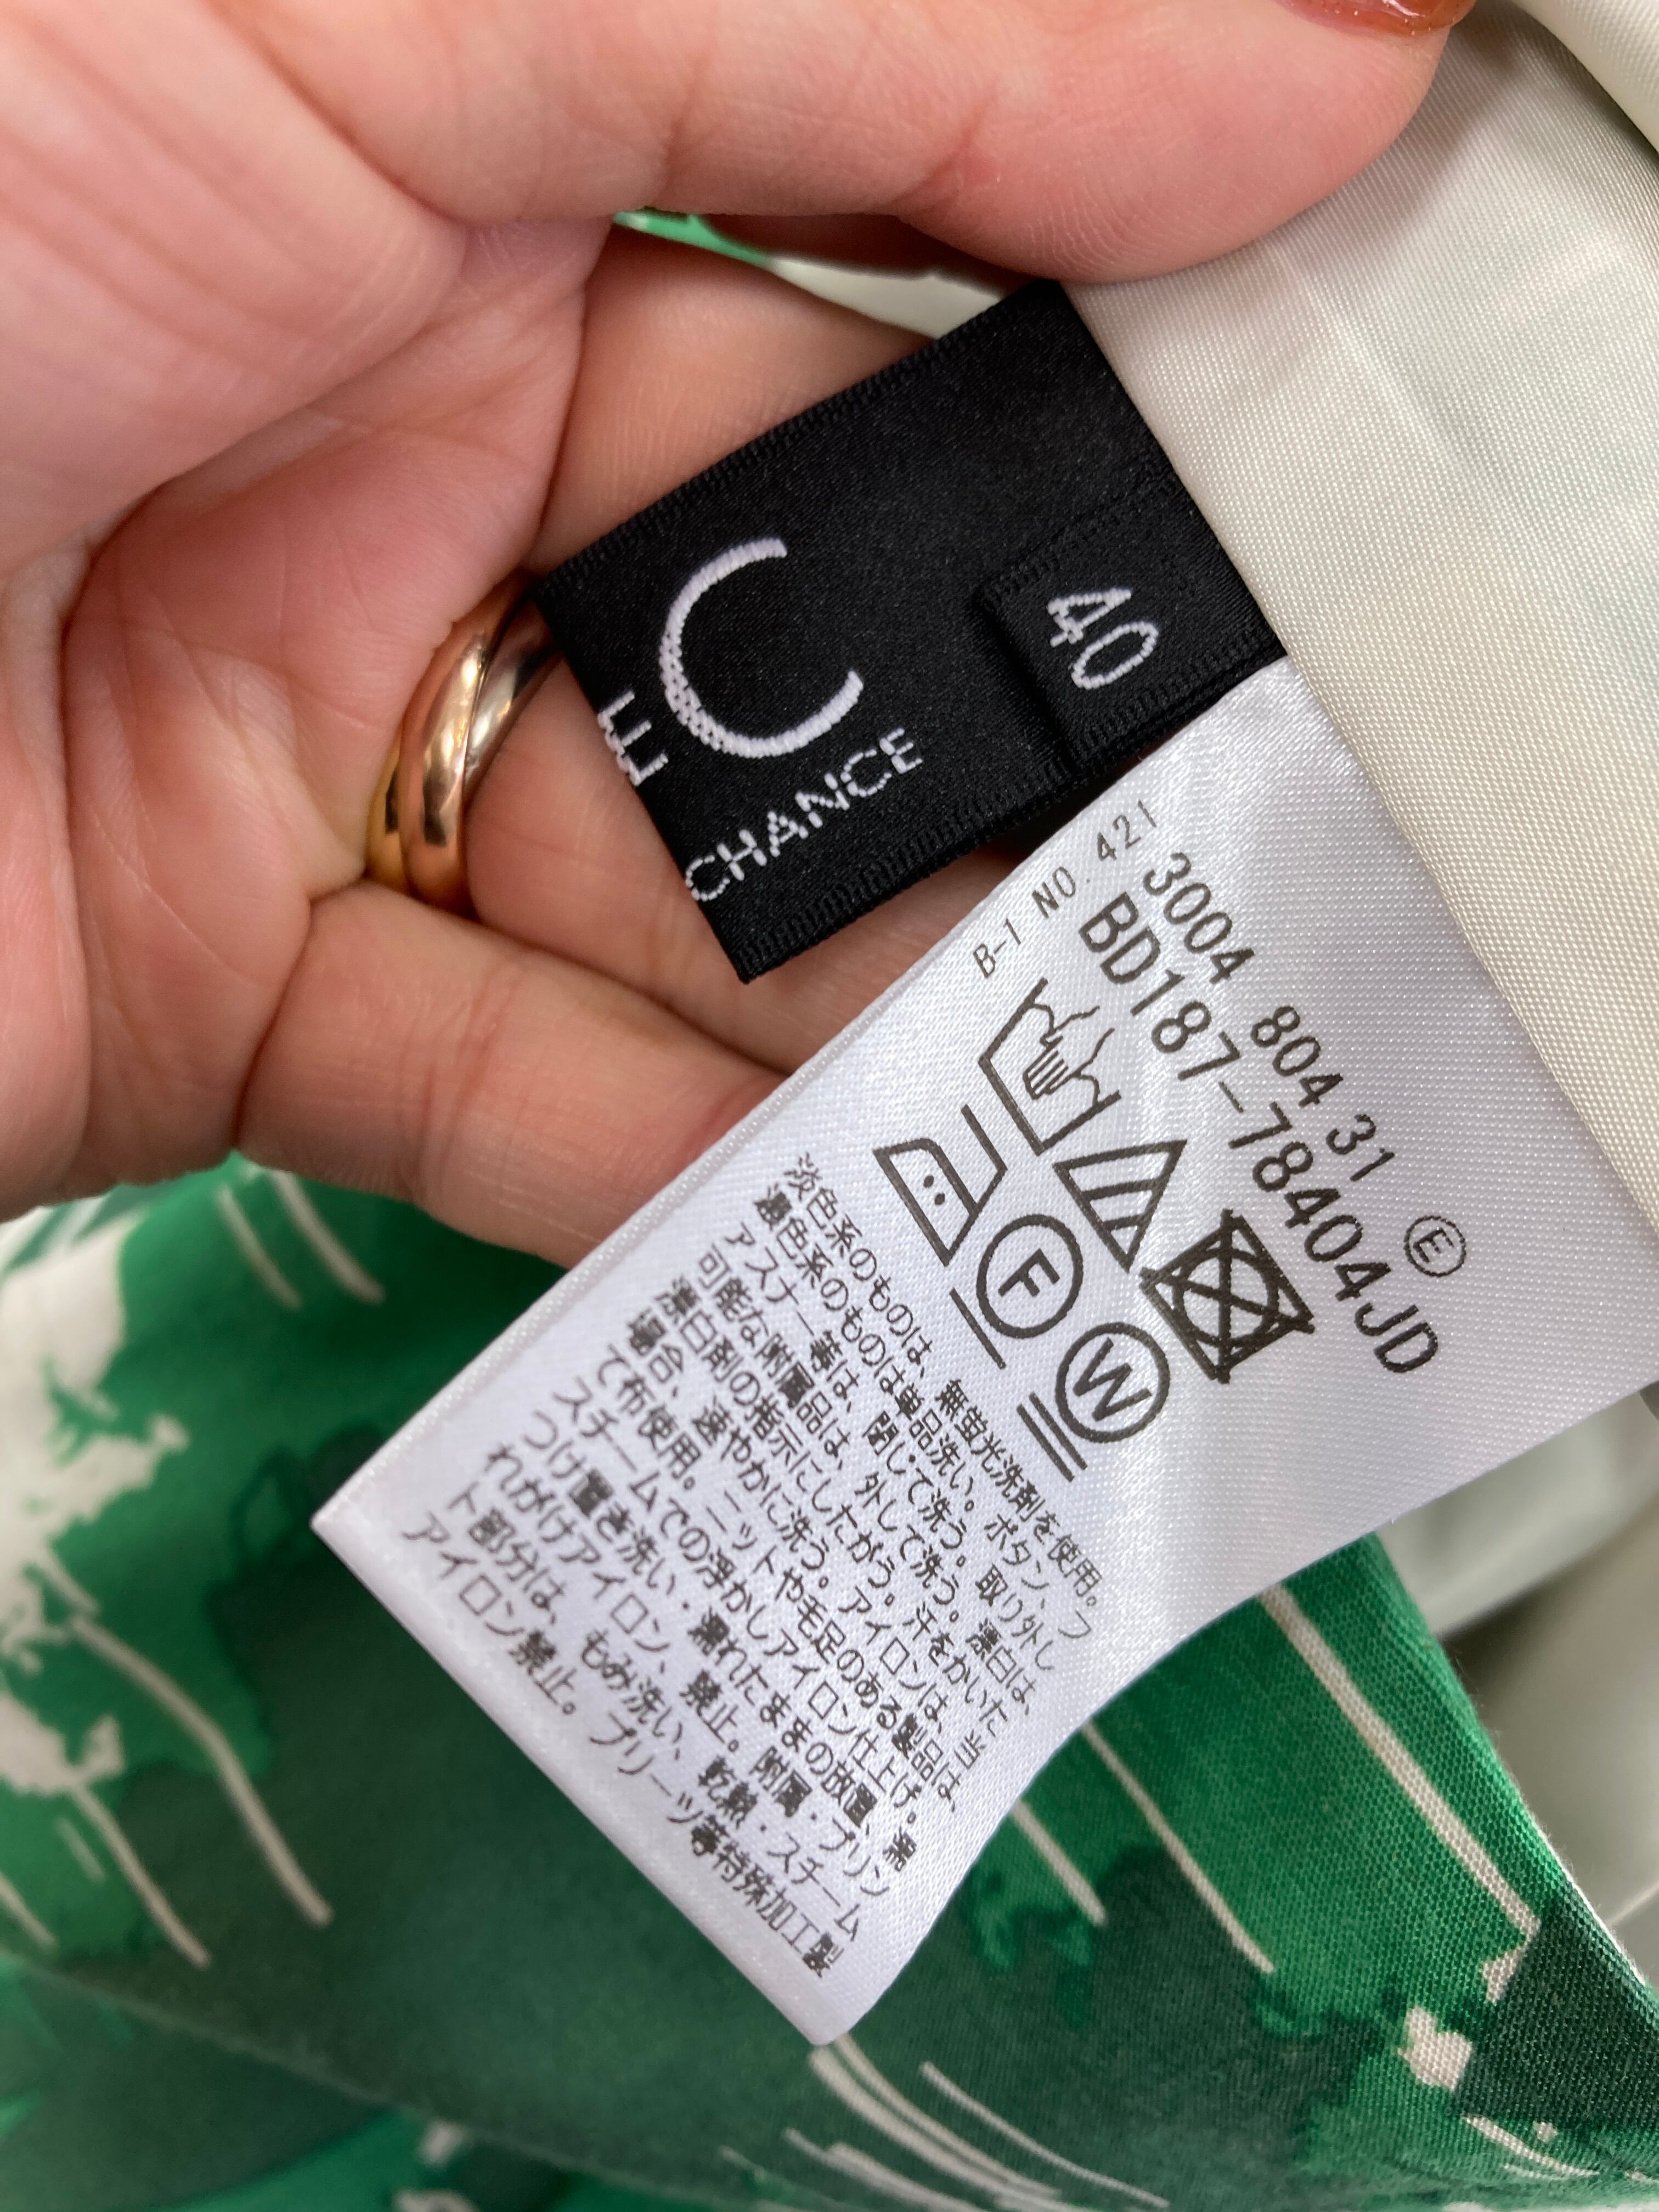 E
C
CHANCE
40
B-1 NO. 421
3004 804 31 Ⓔ
BD187-78404JD
F
W
淡色系のものは、無蛍光洗剤を使用。
濃色系のものは単品洗い。ボタン、フ
ァスナー等は、閉じて洗う。取り外し
可能な附属品は、外して洗う。漂白は、
漂白剤の指示にしたがう。汗をかいた
場合、速やかに洗う。アイロンは、当
て布使用。ニットや毛足のある製品は、
スチームでの浮かしアイロン仕上げ。
つけ置き洗い・濡れたままの放置、濡
れがけアイロン、禁止。附属・プリン
ト部分は、もみ洗い、乾熱・スチーム
アイロン禁止。プリーツ等特殊加工製